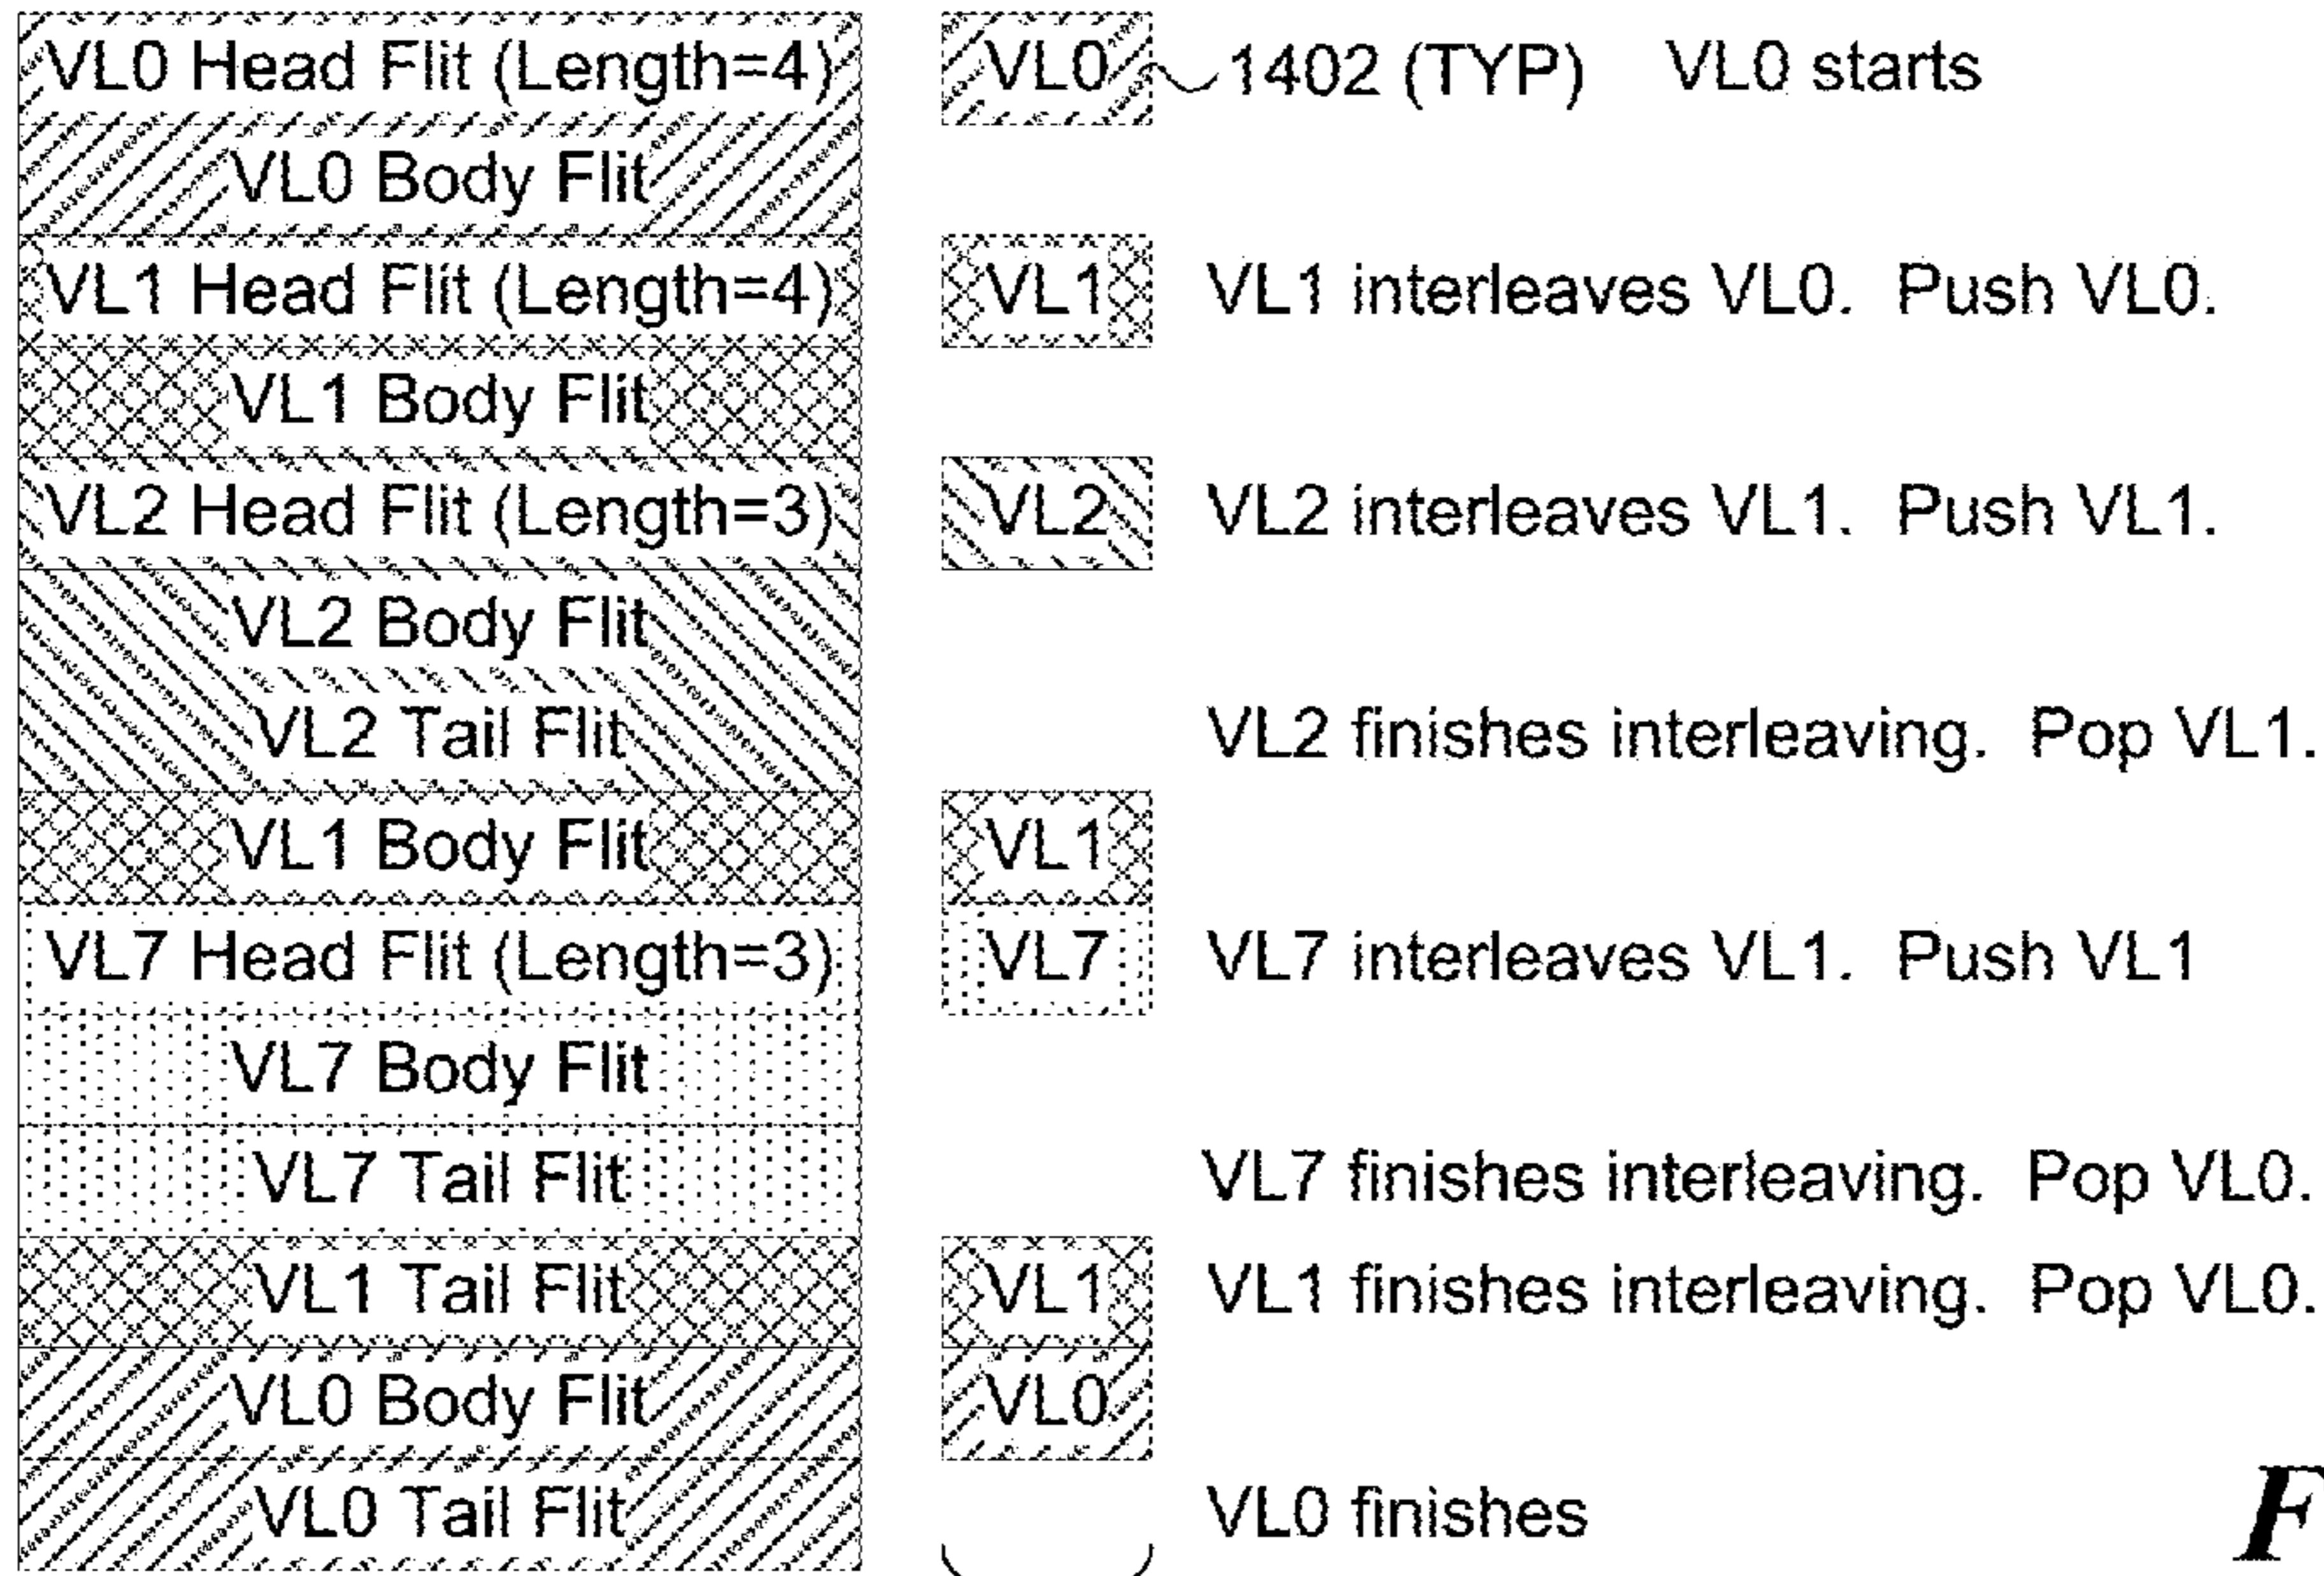 VL0 Head Flit (Length=4) VL0 1402 (TYP) VL0 starts
VL0 Body Flit
VL1 Head Flit (Length=4) VL1 VL1 interleaves VL0. Push VL0.
VL1 Body Flit
VL2 Head Flit (Length=3) VL2 VL2 interleaves VL1. Push VL1.
VL2 Body Flit
VL2 Tail Flit VL2 finishes interleaving. Pop VL1.
VL1 Body Flit VL1
VL7 Head Flit (Length=3) VL7 VL7 interleaves VL1. Push VL1
VL7 Body Flit
VL7 Tail Flit VL7 finishes interleaving. Pop VL0.
VL1 Tail Flit VL1 VL1 finishes interleaving. Pop VL0.
VL0 Body Flit VL0
VL0 Tail Flit VL0 finishes
F